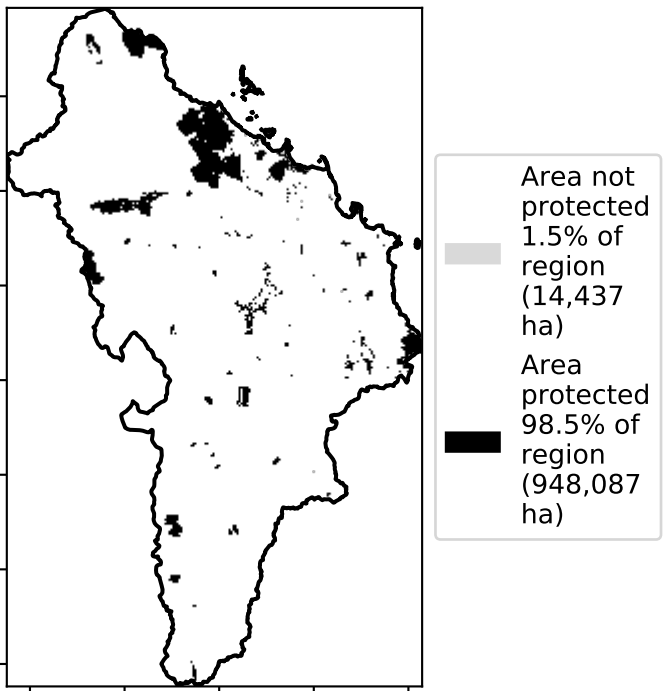 Area not
protected
1.5% of
region
(14,437
ha)
Area
protected
98.5% of
region
(948,087
ha)